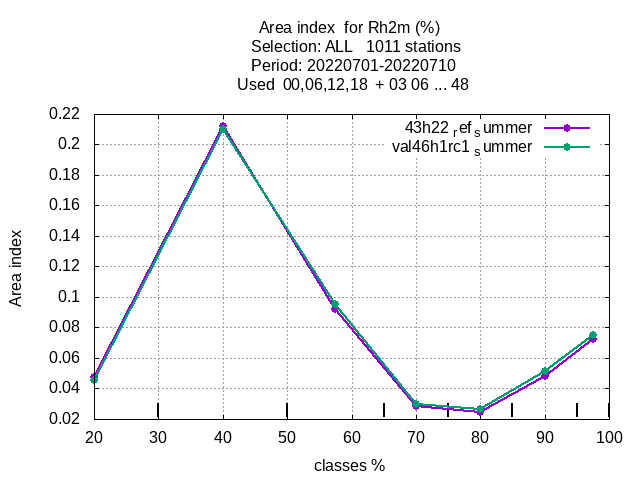 Area index  for Rh2m (%)
Selection: ALL   1011 stations
Period: 20220701-20220710
Used  00,06,12,18  + 03 06 ... 48
43h22ref summer
val46h1rc1 summer
Area index
0.22
0.2
0.18
0.16
0.14
0.12
0.1
0.08
0.06
0.04
0.02
20 30 40 50 60 70 80 90 100
classes %